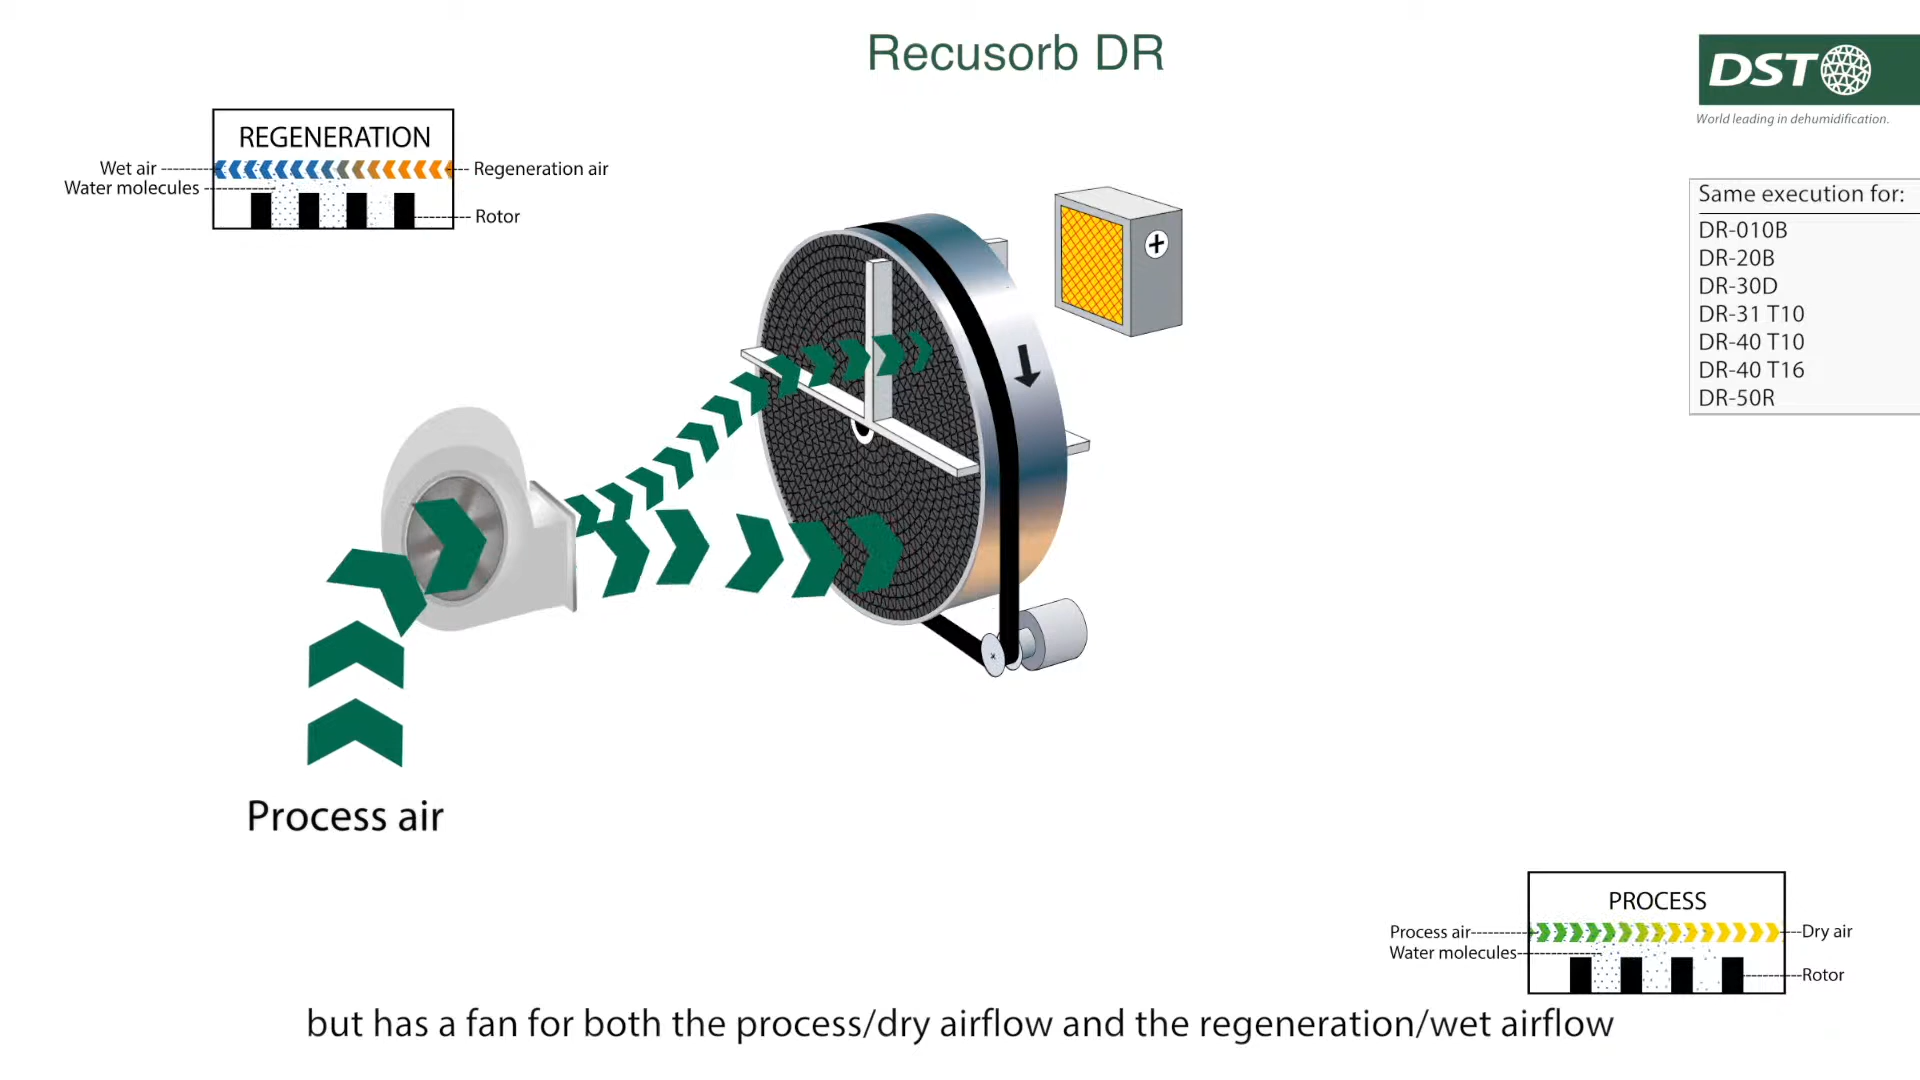 Recusorb DR
DST
World leading in dehumidification.
REGENERATION
Wet air
Water molecules
Regeneration air
Rotor
Same execution for:
DR-010B
DR-20B
DR-30D
DR-31 T10
DR-40 T10
DR-40 T16
DR-50R
Process air
PROCESS
Process air
Water molecules
Dry air
Rotor
but has a fan for both the process/dry airflow and the regeneration/wet airflow